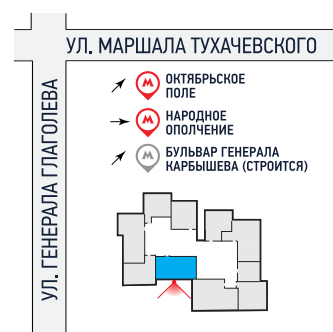 УЛ. МАРШАЛА ТУХАЧЕВСКОГО
УЛ. ГЕНЕРАЛА ГЛАГОЛЕВА
М ОКТЯБРЬСКОЕ
ПОЛЕ
М НАРОДНОЕ
ОПОЛЧЕНИЕ
М БУЛЬВАР ГЕНЕРАЛА
КАРБЫШЕВА (СТРОИТСЯ)